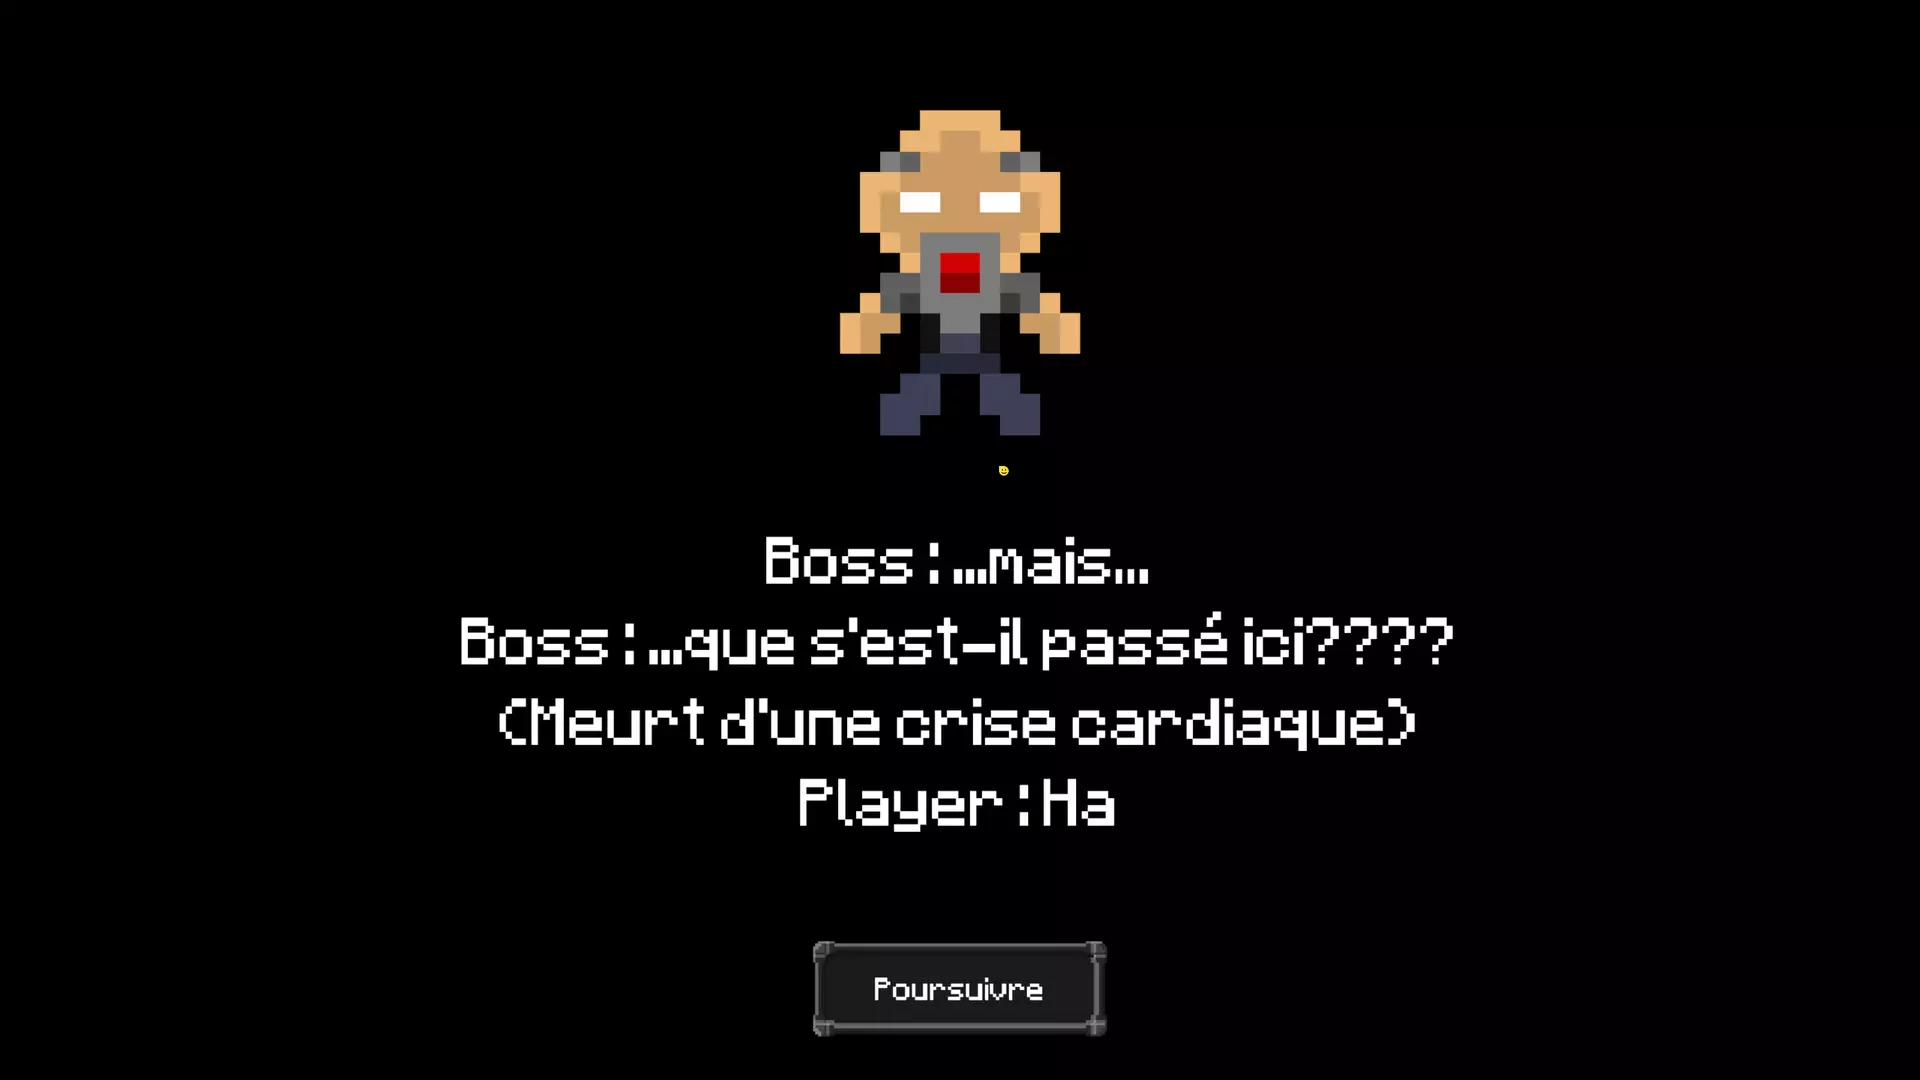 Boss : ...mais...
Boss : ...que s'est-il passé ici????
(Meurt d'une crise cardiaque)
Player : Ha
Poursuivre